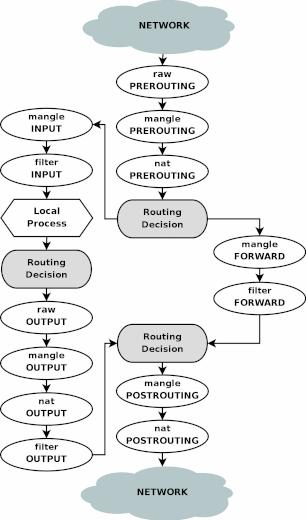 NETWORK
raw
PREROUTING
mangle
PREROUTING
nat
PREROUTING
Routing
Decision
mangle
INPUT
filter
INPUT
Local
Process
Routing
Decision
raw
OUTPUT
mangle
OUTPUT
nat
OUTPUT
filter
OUTPUT
mangle
FORWARD
filter
FORWARD
Routing
Decision
mangle
POSTROUTING
nat
POSTROUTING
NETWORK